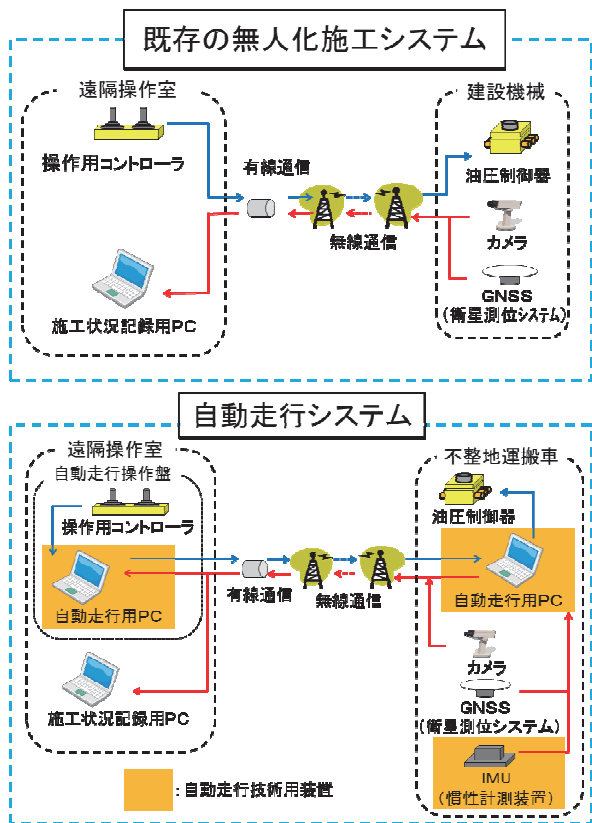 既存の無人化施工システム
遠隔操作室
操作用コントローラ
施工状況記録用PC
有線通信
無線通信
建設機械
油圧制御器
カメラ
GNSS
（衛星測位システム）
自動走行システム
遠隔操作室
自動走行操作盤
操作用コントローラ
自動走行用PC
施工状況記録用PC
有線通信
無線通信
不整地運搬車
油圧制御器
自動走行用PC
カメラ
GNSS
（衛星測位システム）
IMU
（慣性計測装置）
：自動走行技術用装置